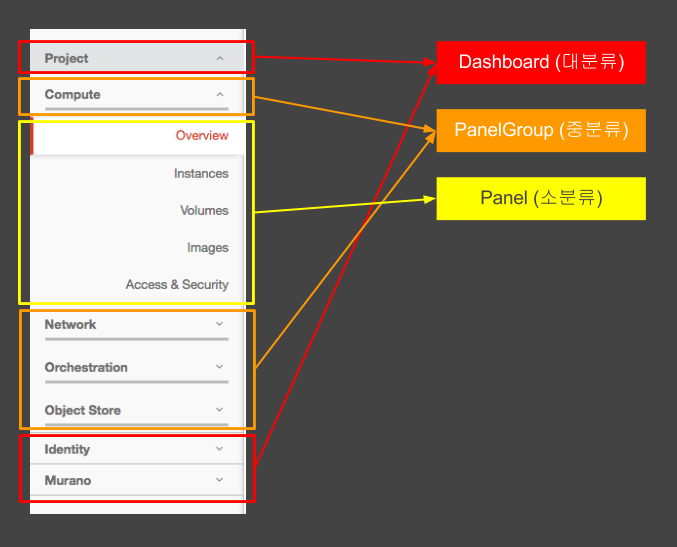 Project
Compute
Overview
Instances
Volumes
Images
Access & Security
Network
Orchestration
Object Store
Identity
Murano
Dashboard (대분류)
PanelGroup (중분류)
Panel (소분류)